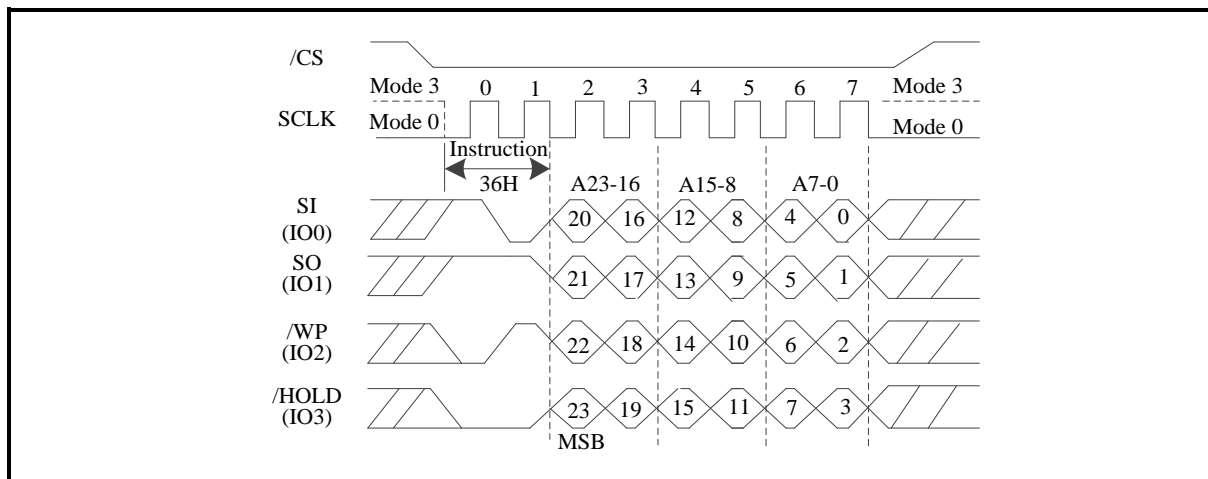 /CS
Mode 3 0 1 2 3 4 5 6 7 Mode 3
SCLK Mode 0 Mode 0
Instruction
36H A23-16 A15-8 A7-0
SI
(IO0)
20 16 12 8 4 0
SO
(IO1)
21 17 13 9 5 1
/WP
(IO2)
22 18 14 10 6 2
/HOLD
(IO3)
23 19 15 11 7 3
MSB